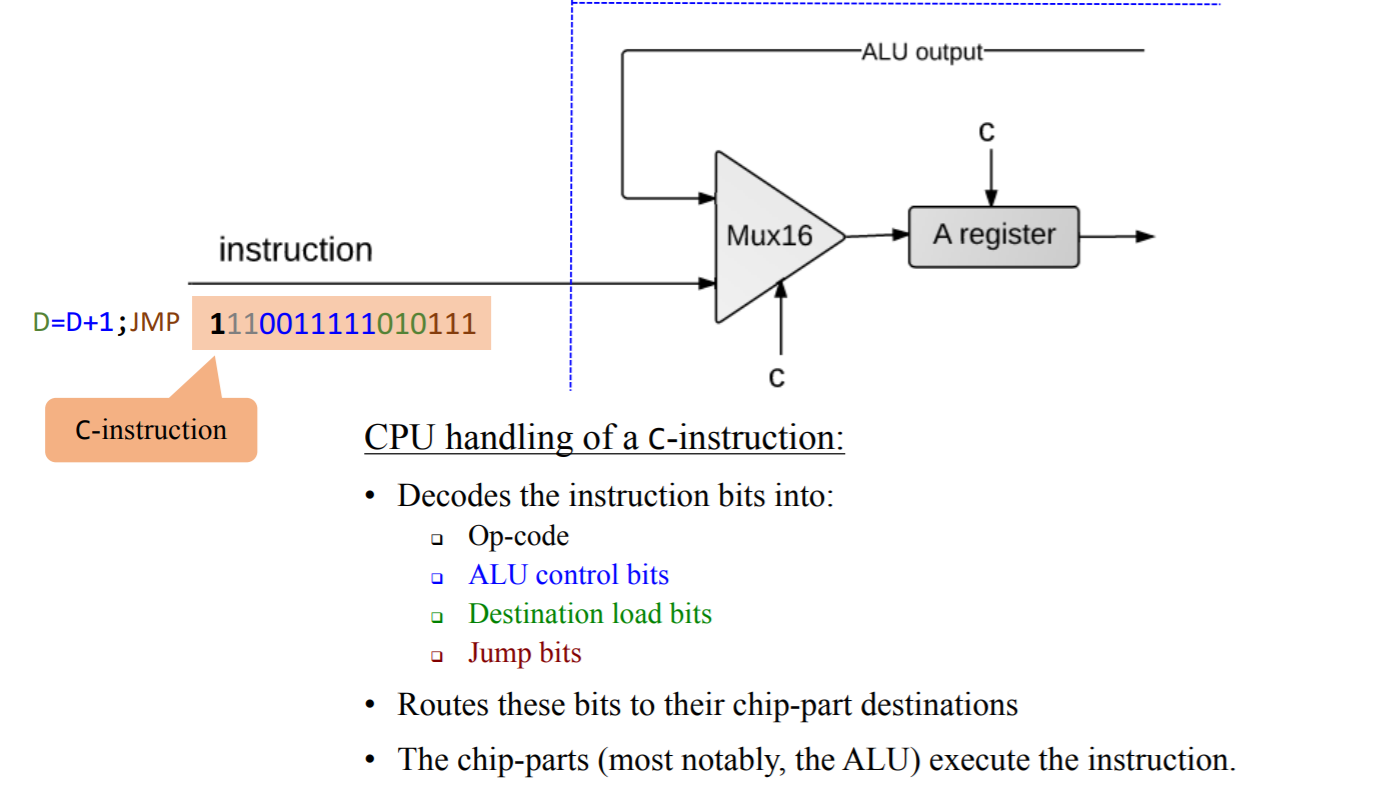 ALU output
c
instruction
Mux16
A register
D=D+1;JMP 1110011111010111
c
C-instruction
CPU handling of a C-instruction:
• Decodes the instruction bits into:
❑ Op-code
❑ ALU control bits
❑ Destination load bits
❑ Jump bits
• Routes these bits to their chip-part destinations
• The chip-parts (most notably, the ALU) execute the instruction.